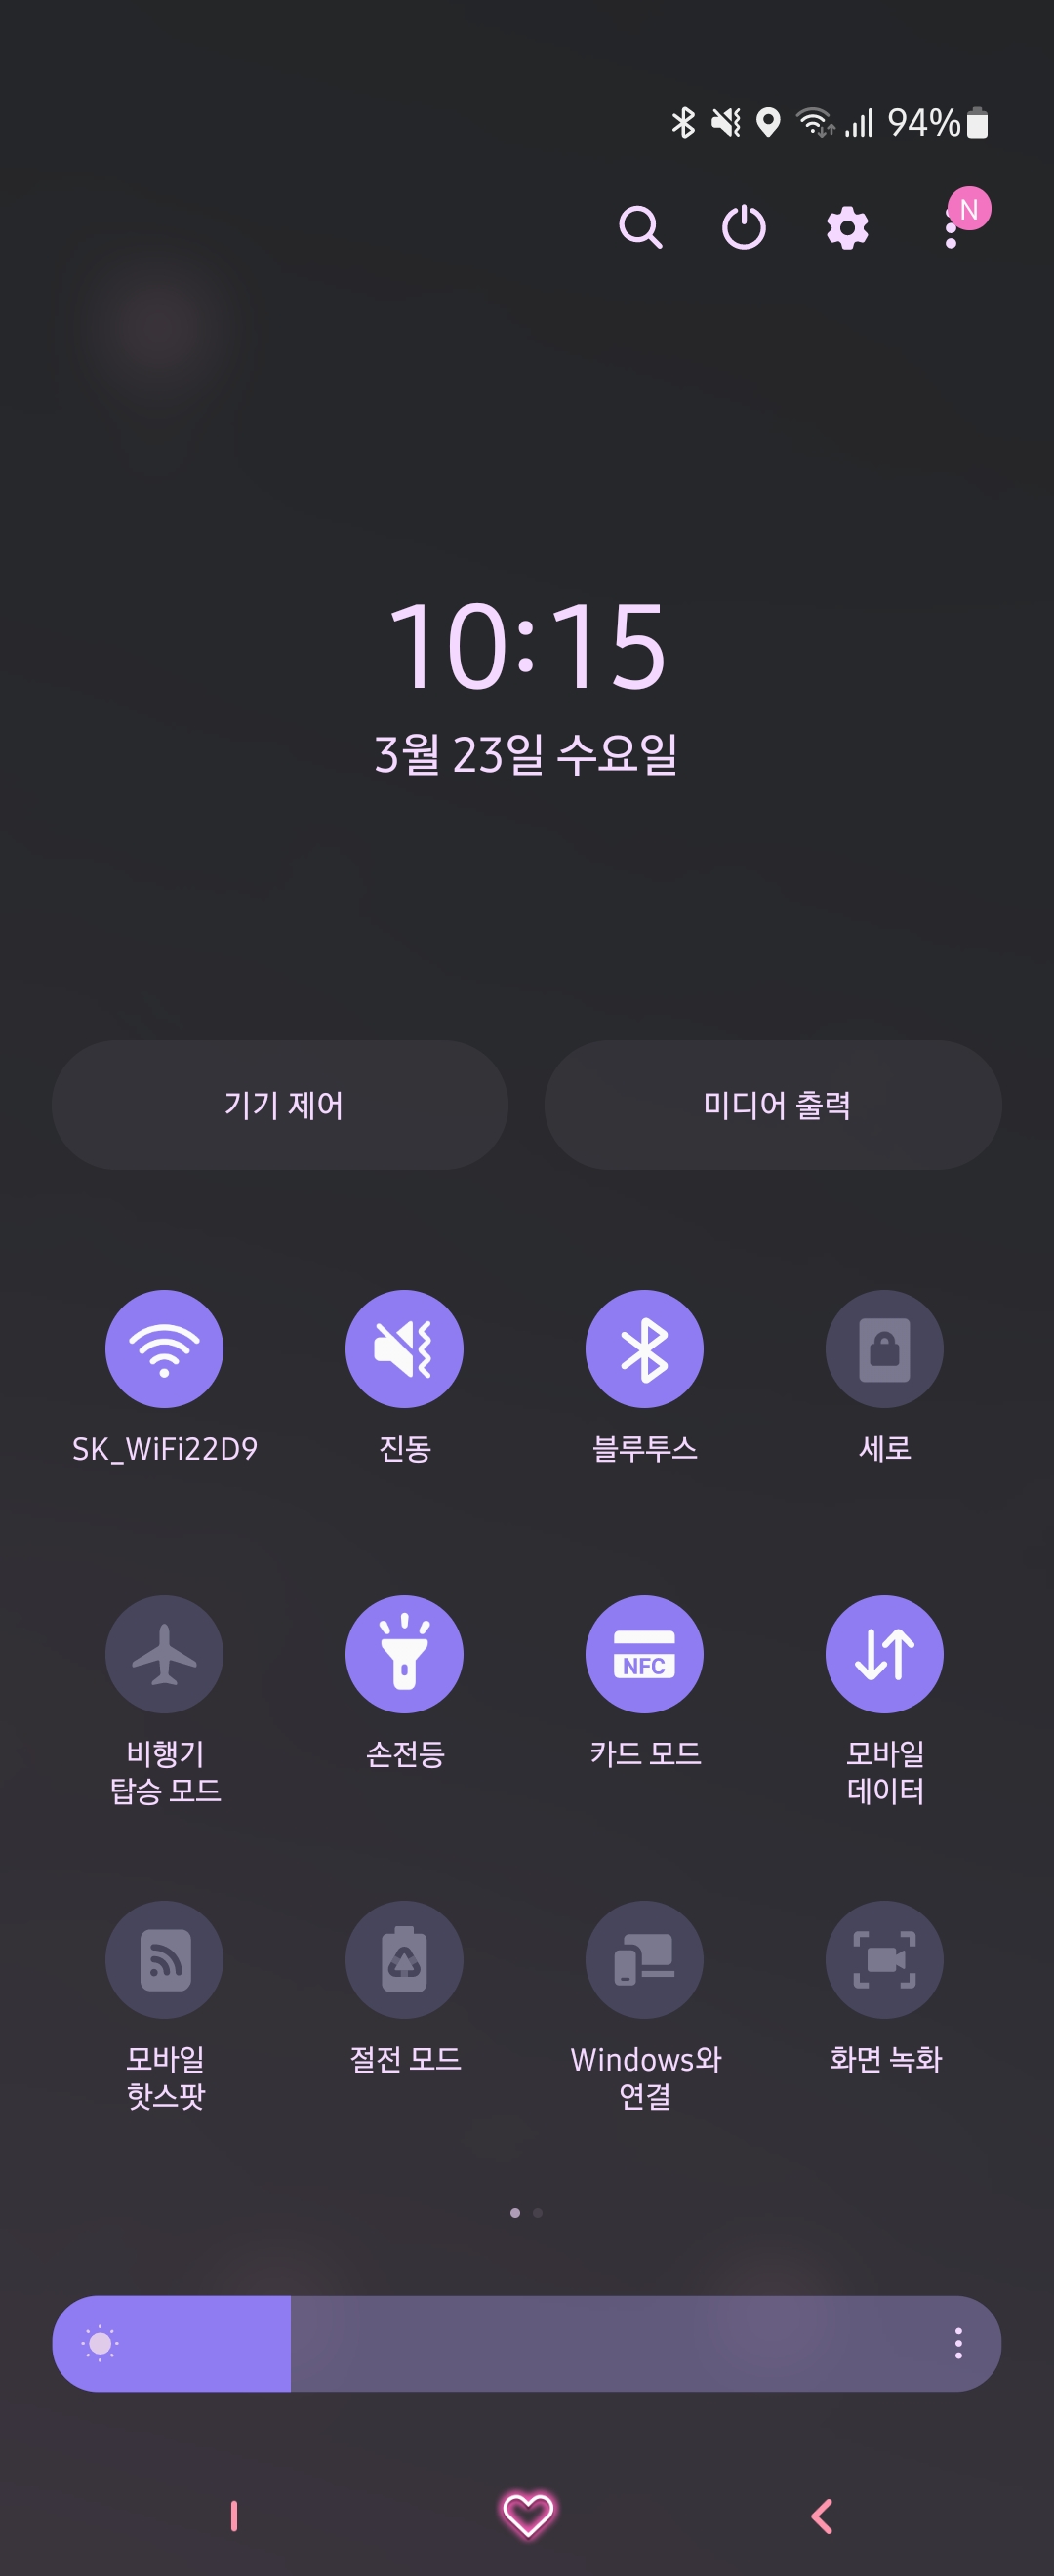 94%
N
10:15
3월 23일 수요일
기기 제어 미디어 출력
SK_WiFi22D9 진동 블루투스 세로
NFC
비행기 손전등 카드 모드 모바일
탑승 모드 데이터
모바일 절전 모드 Windows와 화면 녹화
핫스팟 연결